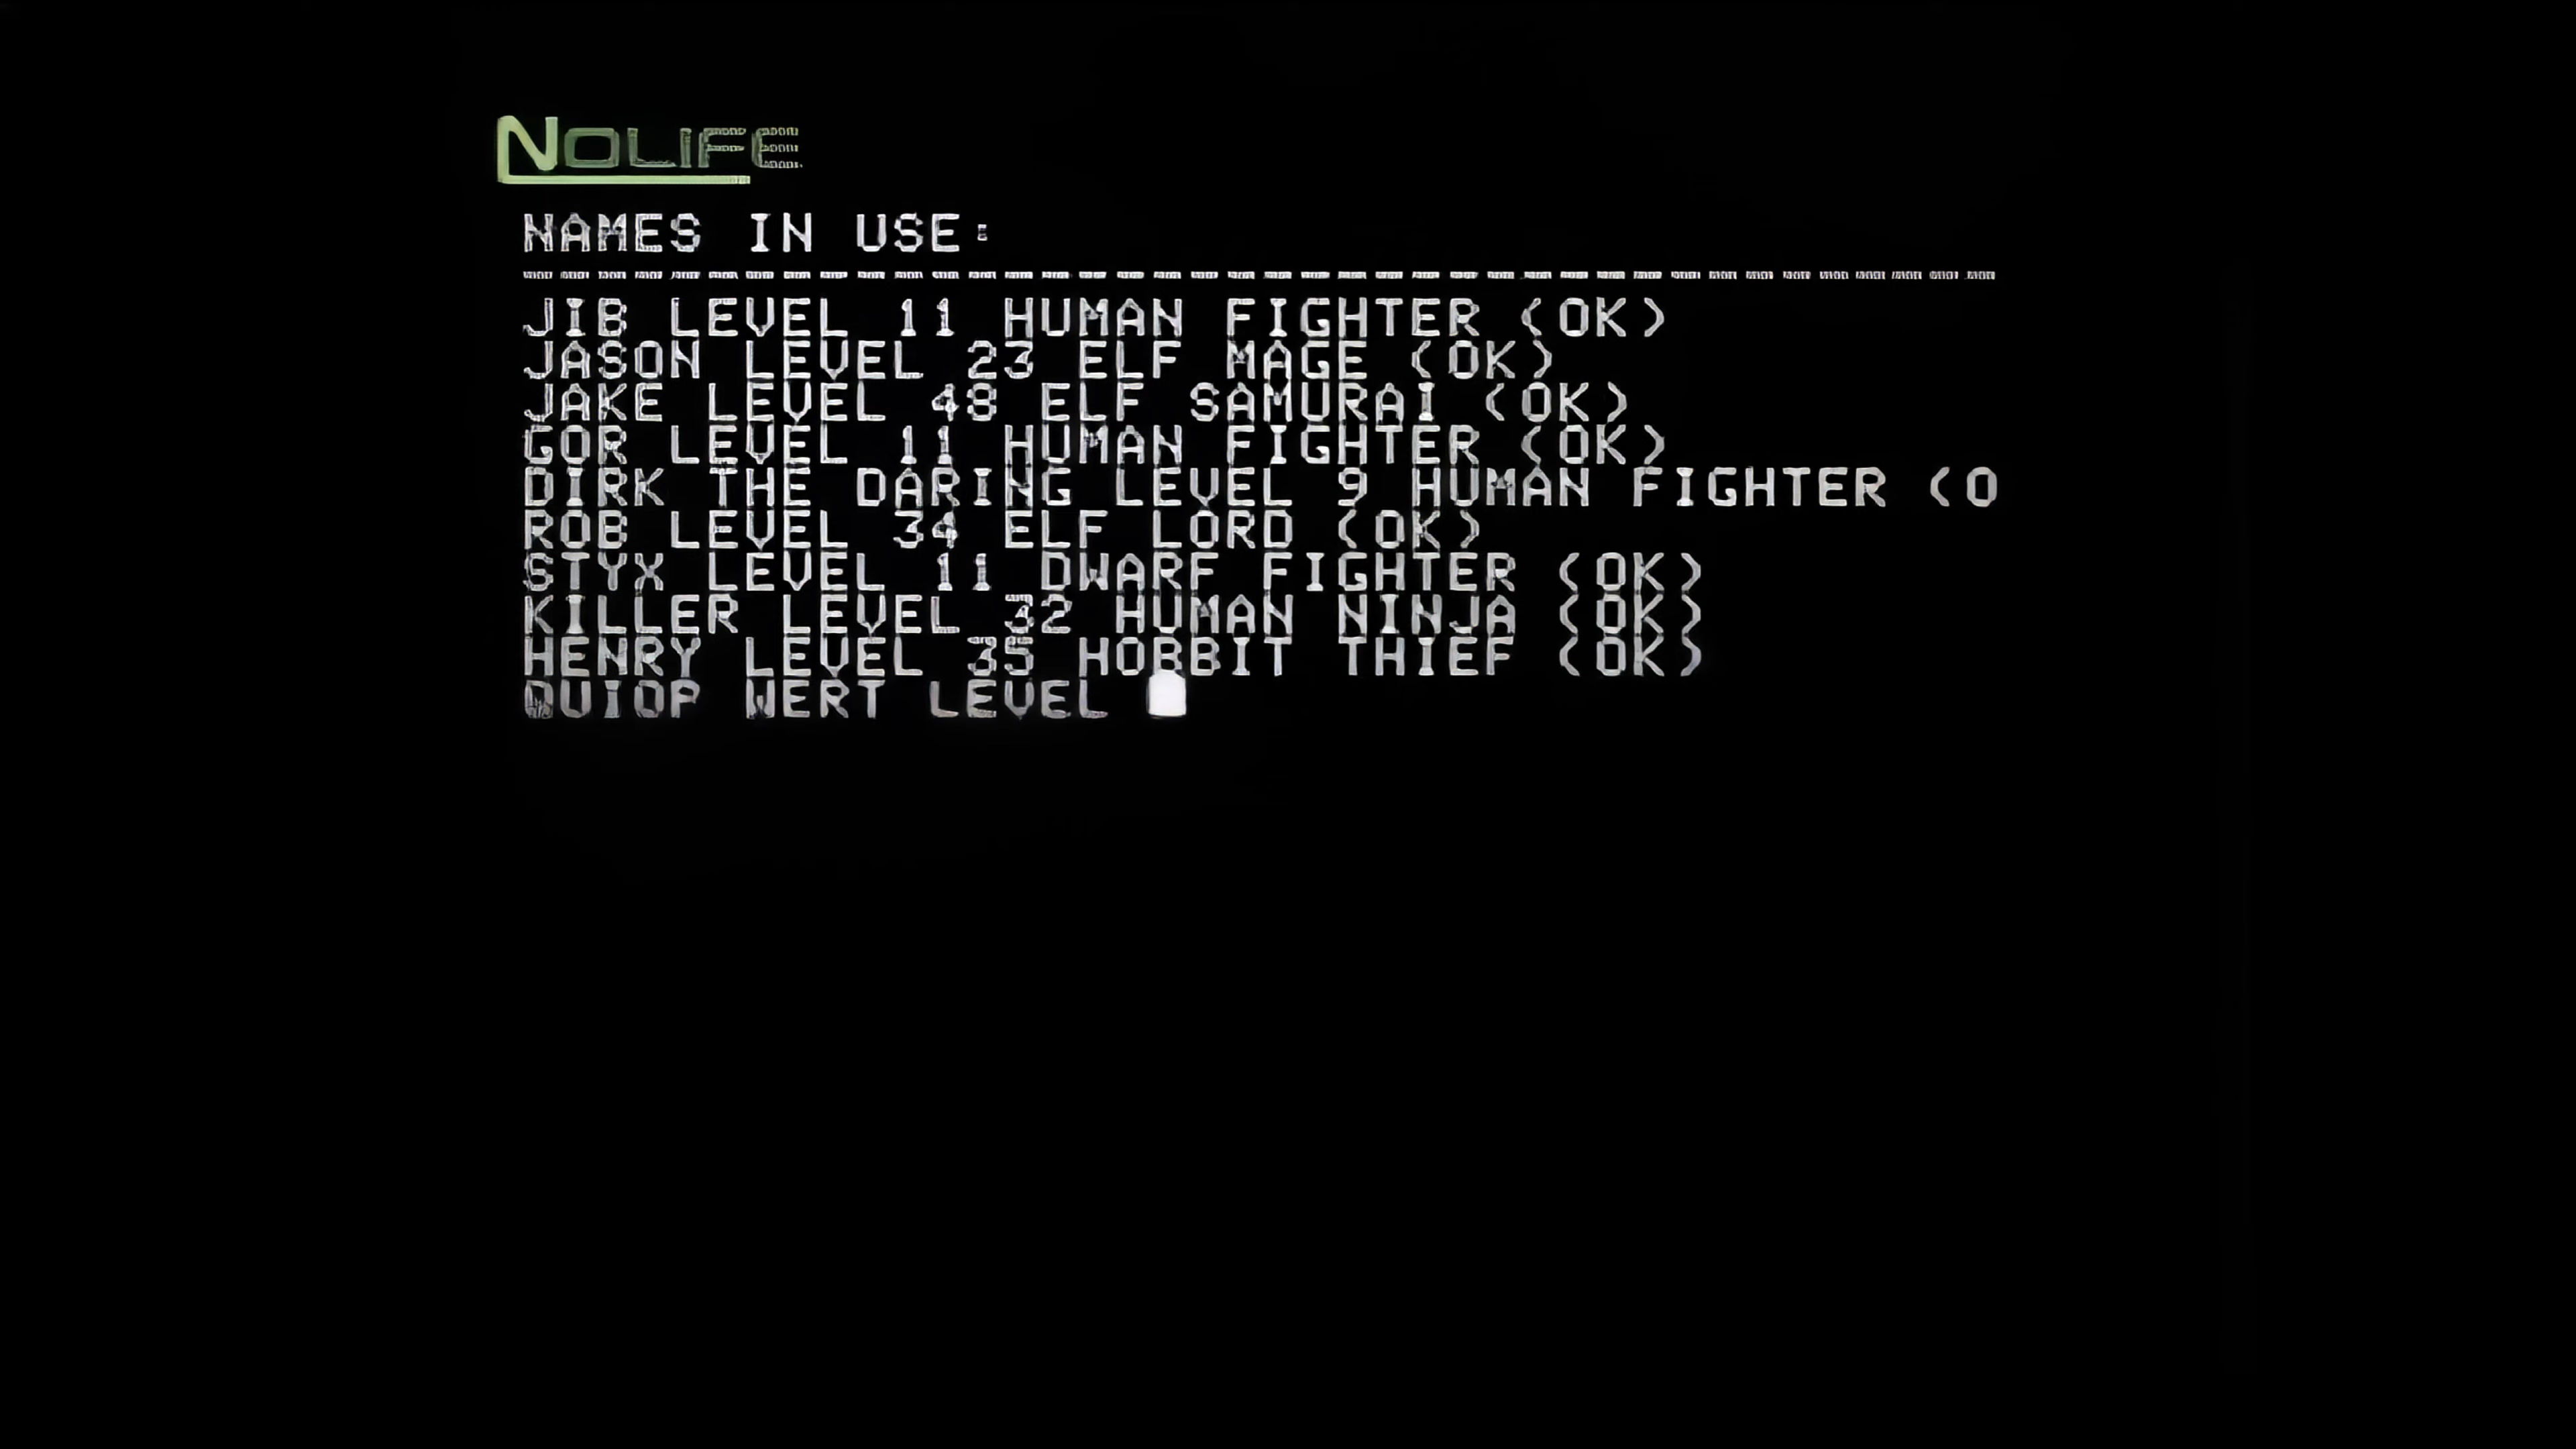 NOLIFE
NAMES IN USE:
----------------------------------------
JIB LEVEL 11 HUMAN FIGHTER (OK)
JASON LEVEL 23 ELF MAGE (OK)
JAKE LEVEL 48 ELF SAMURAI (OK)
GOR LEVEL 11 HUMAN FIGHTER (OK)
DIRK THE DARING LEVEL 9 HUMAN FIGHTER (O
ROB LEVEL 34 ELF LORD (OK)
STYX LEVEL 11 DWARF FIGHTER (OK)
KILLER LEVEL 32 HUMAN NINJA (OK)
HENRY LEVEL 35 HOBBIT THIEF (OK)
WERT LEVEL